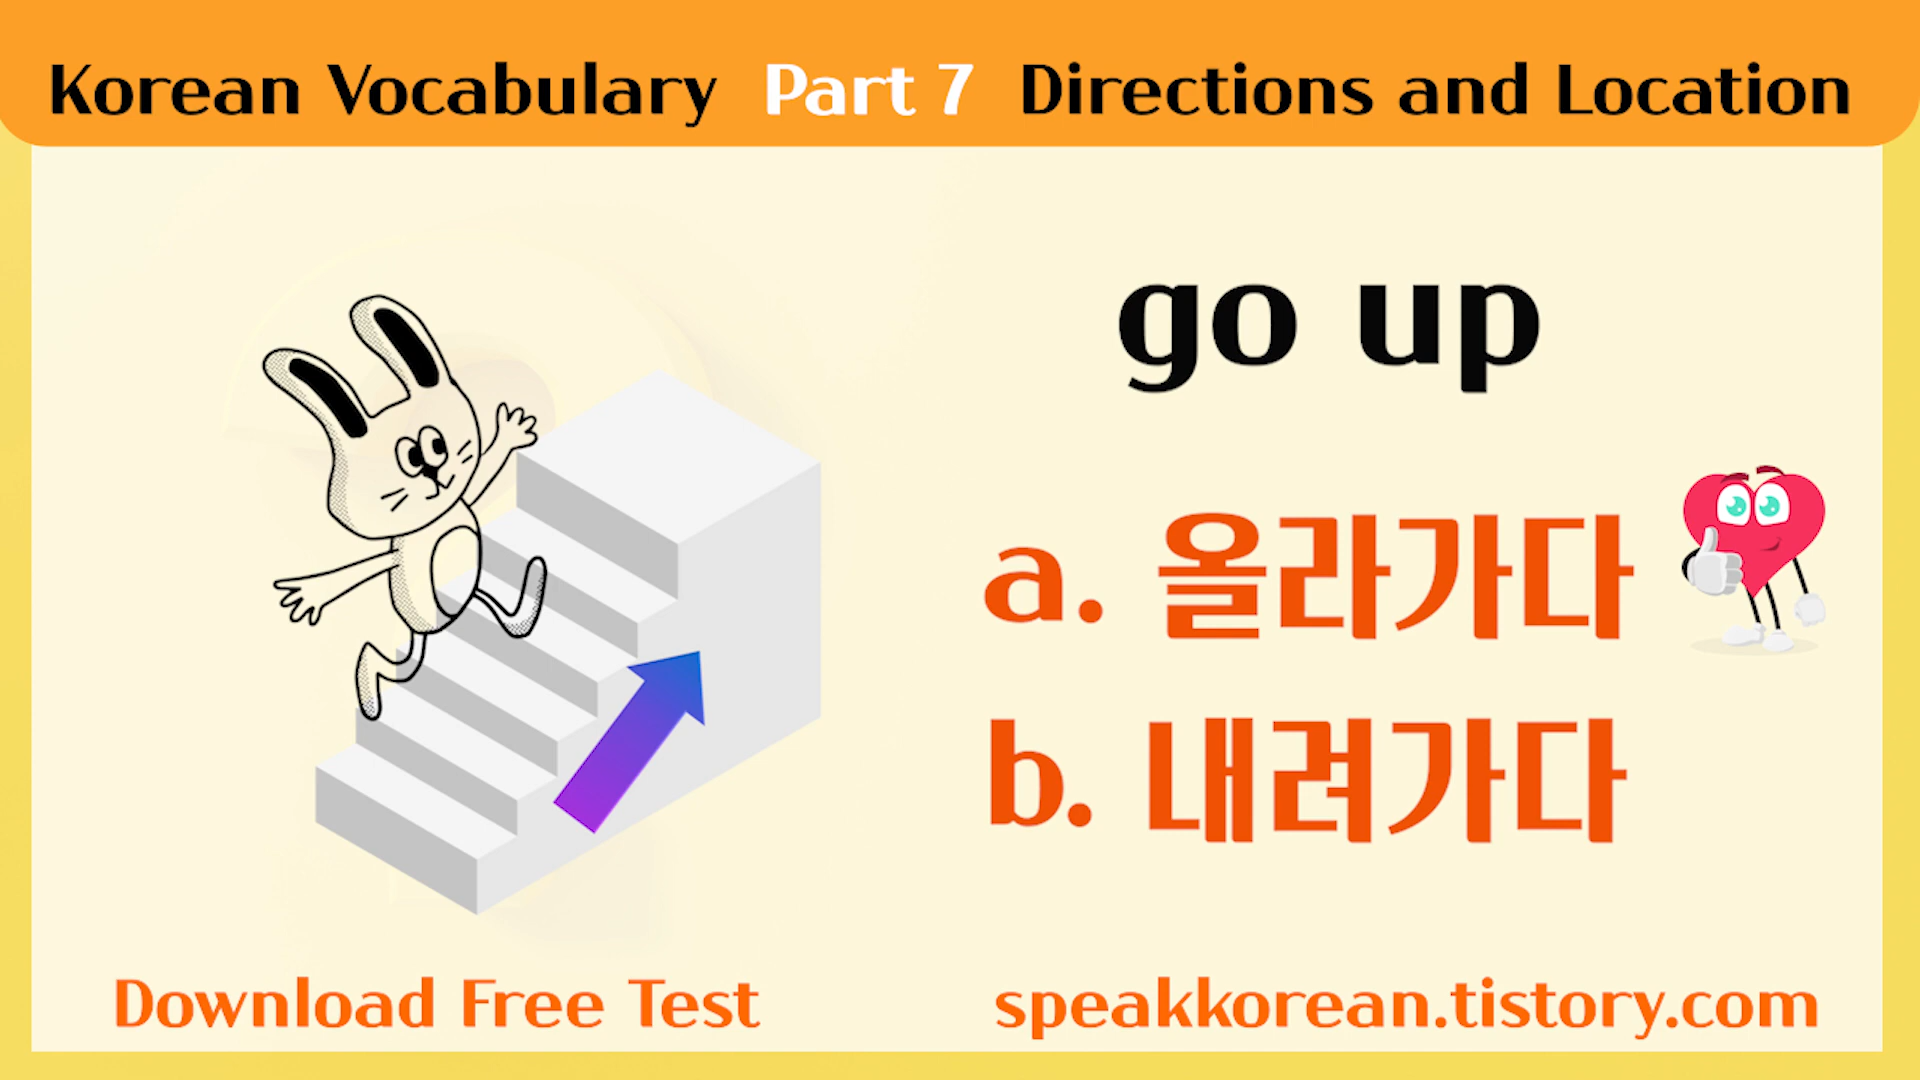 Korean Vocabulary Part 7 Directions and Location
go up
a. 올라가다
b. 내려가다
Download Free Test
speakkorean.tistory.com